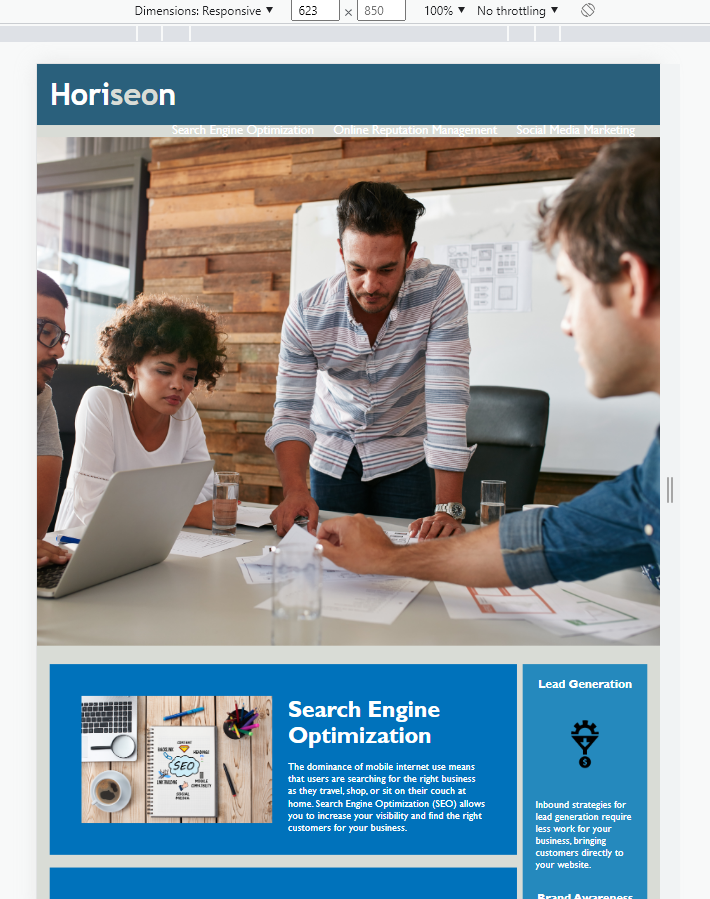 Dimensions: Responsive ▼ 623 × 850 100% ▼ No throttling ▼
Horiseon
Search Engine Optimization Online Reputation Management Social Media Marketing
Search Engine
Optimization
The dominance of mobile internet use means
that users are searching for the right business
as they travel, shop, or sit on their couch at
home. Search Engine Optimization (SEO) allows
you to increase your visibility and find the right
customers for your business.
SEO
Lead Generation
Inbound strategies for
lead generation require
less work for your
business, bringing
customers directly to
your website.
Brand Awareness